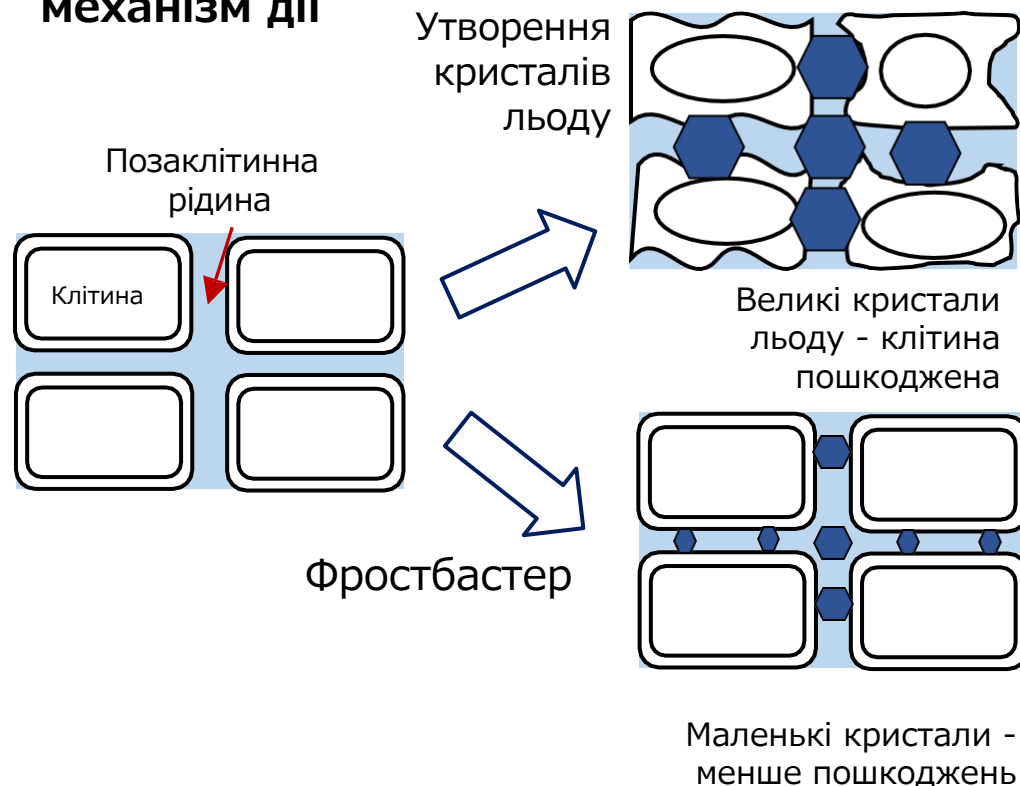 механізм дії
Утворення
кристалів
льоду
Позаклітинна
рідина
Клітина
Великі кристали
льоду - клітина
пошкоджена
Фростбастер
Маленькі кристали -
менше пошкоджень